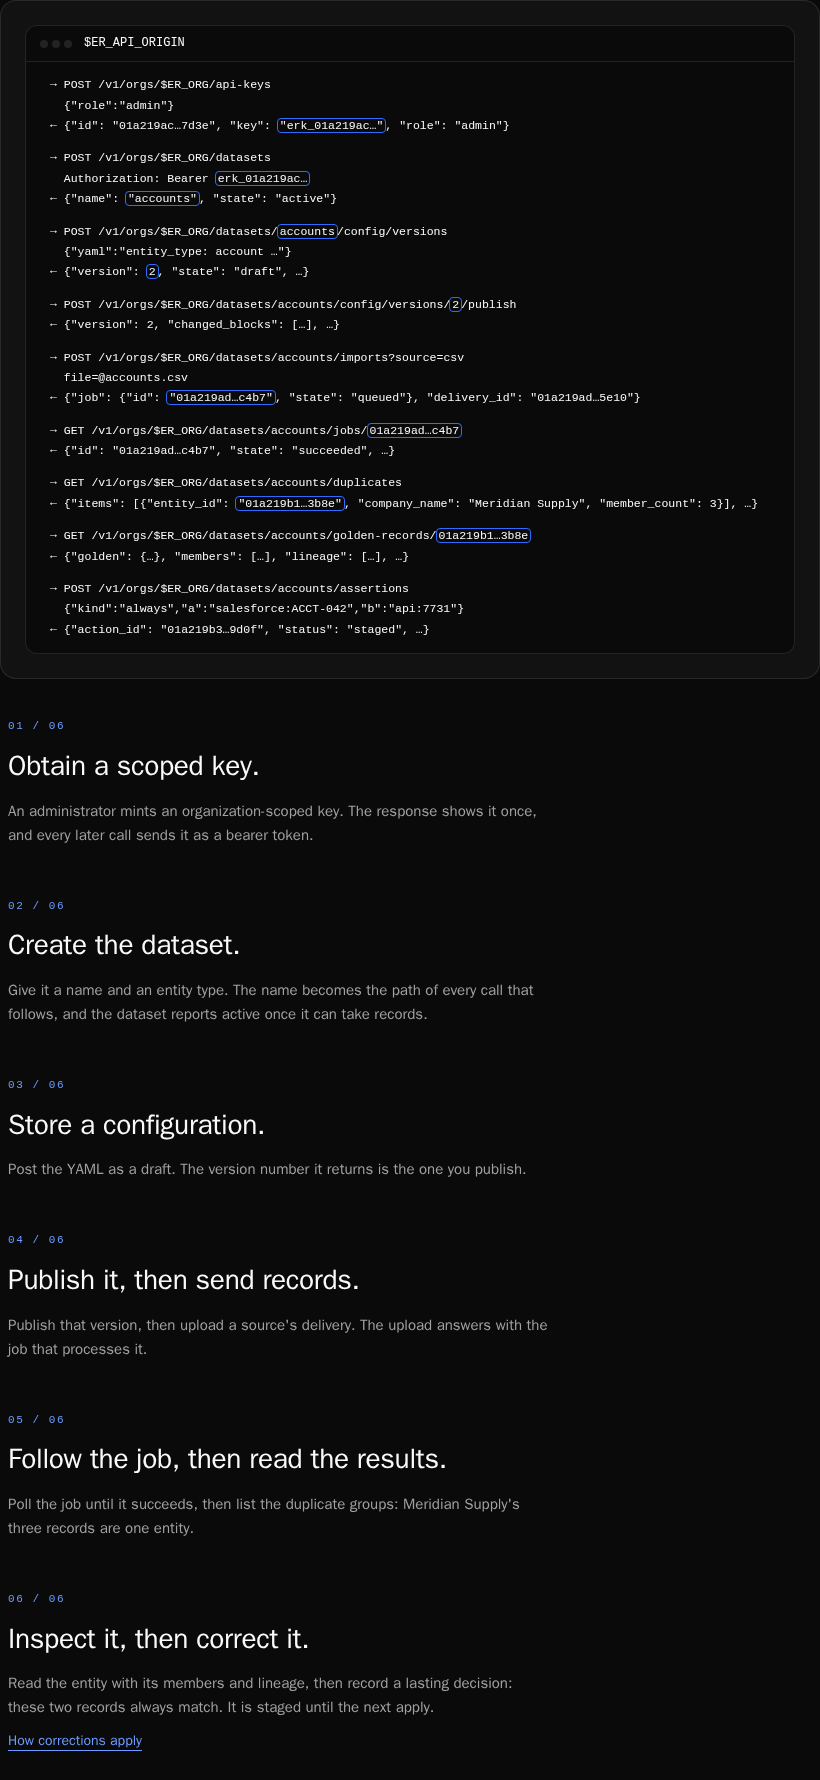 $ER_API_ORIGIN
→ POST /v1/orgs/$ER_ORG/api-keys
{"role":"admin"}
← {"id": "01a219ac…7d3e", "key": "erk_01a219ac…", "role": "admin"}
→ POST /v1/orgs/$ER_ORG/datasets
Authorization: Bearer erk_01a219ac…
← {"name": "accounts", "state": "active"}
→ POST /v1/orgs/$ER_ORG/datasets/accounts/config/versions
{"yaml":"entity_type: account …"}
← {"version": 2, "state": "draft", …}
→ POST /v1/orgs/$ER_ORG/datasets/accounts/config/versions/2/publish
← {"version": 2, "changed_blocks": […], …}
→ POST /v1/orgs/$ER_ORG/datasets/accounts/imports?source=csv
file=@accounts.csv
← {"job": {"id": "01a219ad…c4b7", "state": "queued"}, "delivery_id": "01a219ad…5e10"}
→ GET /v1/orgs/$ER_ORG/datasets/accounts/jobs/01a219ad…c4b7
← {"id": "01a219ad…c4b7", "state": "succeeded", …}
→ GET /v1/orgs/$ER_ORG/datasets/accounts/duplicates
← {"items": [{"entity_id": "01a219b1…3b8e", "company_name": "Meridian Supply", "member_count": 3}], …}
→ GET /v1/orgs/$ER_ORG/datasets/accounts/golden-records/01a219b1…3b8e
← {"golden": {…}, "members": […], "lineage": […], …}
→ POST /v1/orgs/$ER_ORG/datasets/accounts/assertions
{"kind":"always","a":"salesforce:ACCT-042","b":"api:7731"}
← {"action_id": "01a219b3…9d0f", "status": "staged", …}
01 / 06
Obtain a scoped key.
An administrator mints an organization-scoped key. The response shows it once,
and every later call sends it as a bearer token.
02 / 06
Create the dataset.
Give it a name and an entity type. The name becomes the path of every call that
follows, and the dataset reports active once it can take records.
03 / 06
Store a configuration.
Post the YAML as a draft. The version number it returns is the one you publish.
04 / 06
Publish it, then send records.
Publish that version, then upload a source's delivery. The upload answers with the
job that processes it.
05 / 06
Follow the job, then read the results.
Poll the job until it succeeds, then list the duplicate groups: Meridian Supply's
three records are one entity.
06 / 06
Inspect it, then correct it.
Read the entity with its members and lineage, then record a lasting decision:
these two records always match. It is staged until the next apply.
How corrections apply